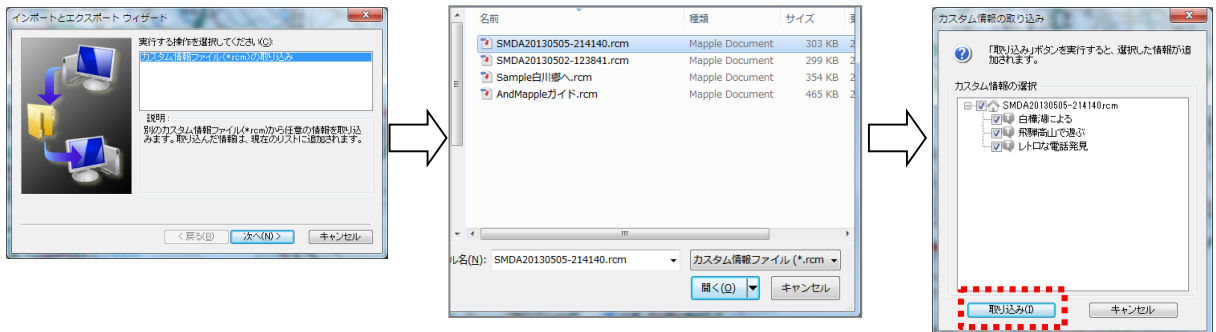 インポートとエクスポート ウィザード
実行する操作を選択してください(C):
カスタム情報ファイル(*rcm)の取り込み
説明:
別のカスタム情報ファイル(*rcm)から任意の情報を取り込
みます。取り込んだ情報は、現在のリストに追加されます。
< 戻る(B)
次へ(N) >
キャンセル
名前
種類
サイズ
SMDA20130505-214140.rcm Mapple Document 303 KB 2
SMDA20130502-123841.rcm Mapple Document 299 KB 2
Sample白川郷へ.rcm Mapple Document 354 KB 2
AndMappleガイド.rcm Mapple Document 465 KB 2
ル名(N): SMDA20130505-214140.rcm
カスタム情報ファイル (*.rcm
開く(O)
キャンセル
カスタム情報の取り込み
「取り込み」ボタンを実行すると、選択した情報が追
加されます。
カスタム情報の選択
SMDA20130505-214140.rcm
白樺湖による
飛騨高山で遊ぶ
レトロな電話発見
取り込み(I)
キャンセル